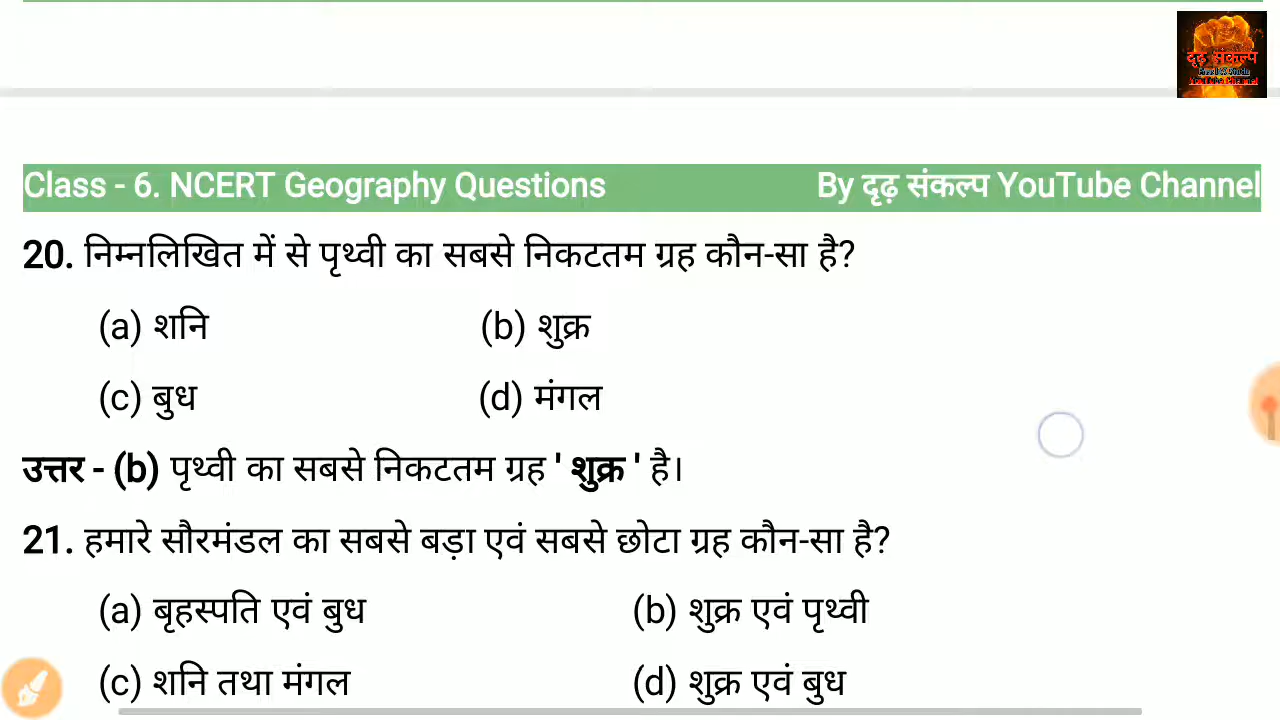 दृढ़ संकल्प
Class - 6. NCERT Geography Questions By दृढ़ संकल्प YouTube Channel
20. निम्नलिखित में से पृथ्वी का सबसे निकटतम ग्रह कौन-सा है?
(a) शनि (b) शुक्र
(c) बुध (d) मंगल
उत्तर - (b) पृथ्वी का सबसे निकटतम ग्रह ' शुक्र ' है।
21. हमारे सौरमंडल का सबसे बड़ा एवं सबसे छोटा ग्रह कौन-सा है?
(a) बृहस्पति एवं बुध (b) शुक्र एवं पृथ्वी
(c) शनि तथा मंगल (d) शुक्र एवं बुध